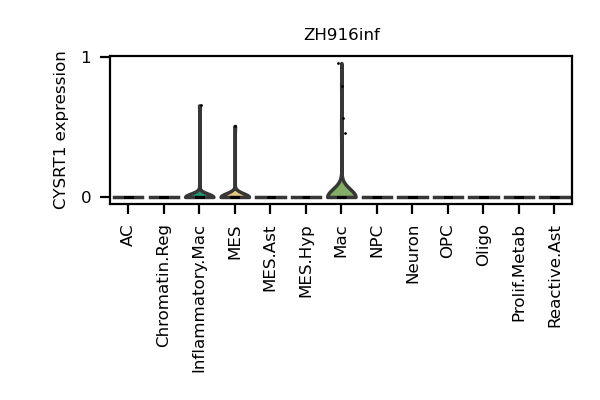 ZH916inf
CYSRT1 expression
1
0
AC
Chromatin.Reg
Inflammatory.Mac
MES
MES.Ast
MES.Hyp
Mac
NPC
Neuron
OPC
Oligo
Prolif.Metab
Reactive.Ast